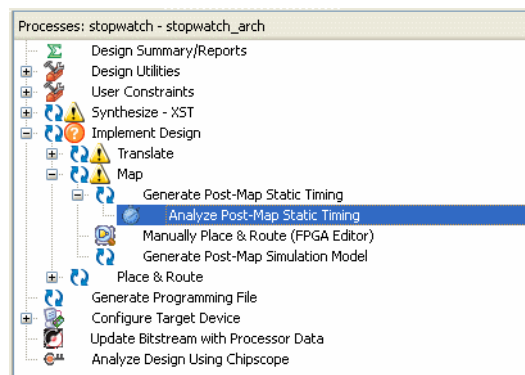 Processes: stopwatch - stopwatch_arch
Design Summary/Reports
Design Utilities
User Constraints
Synthesize - XST
Implement Design
Translate
Map
Generate Post-Map Static Timing
Analyze Post-Map Static Timing
Manually Place & Route (FPGA Editor)
Generate Post-Map Simulation Model
Place & Route
Generate Programming File
Configure Target Device
Update Bitstream with Processor Data
Analyze Design Using Chipscope